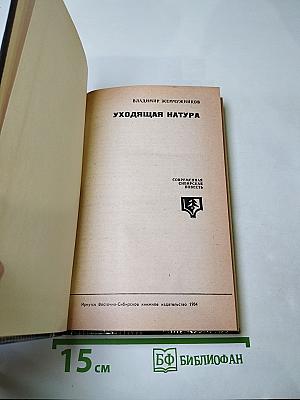 ВЛАДИМИР ЖЕМЧУЖНИКОВ
УХОДЯЩАЯ НАТУРА
СОВРЕМЕННАЯ
СИБИРСКАЯ
ПОВЕСТЬ
Иркутск Восточно-Сибирское книжное издательство 1984
15 см
БФ БИБЛИОФАН